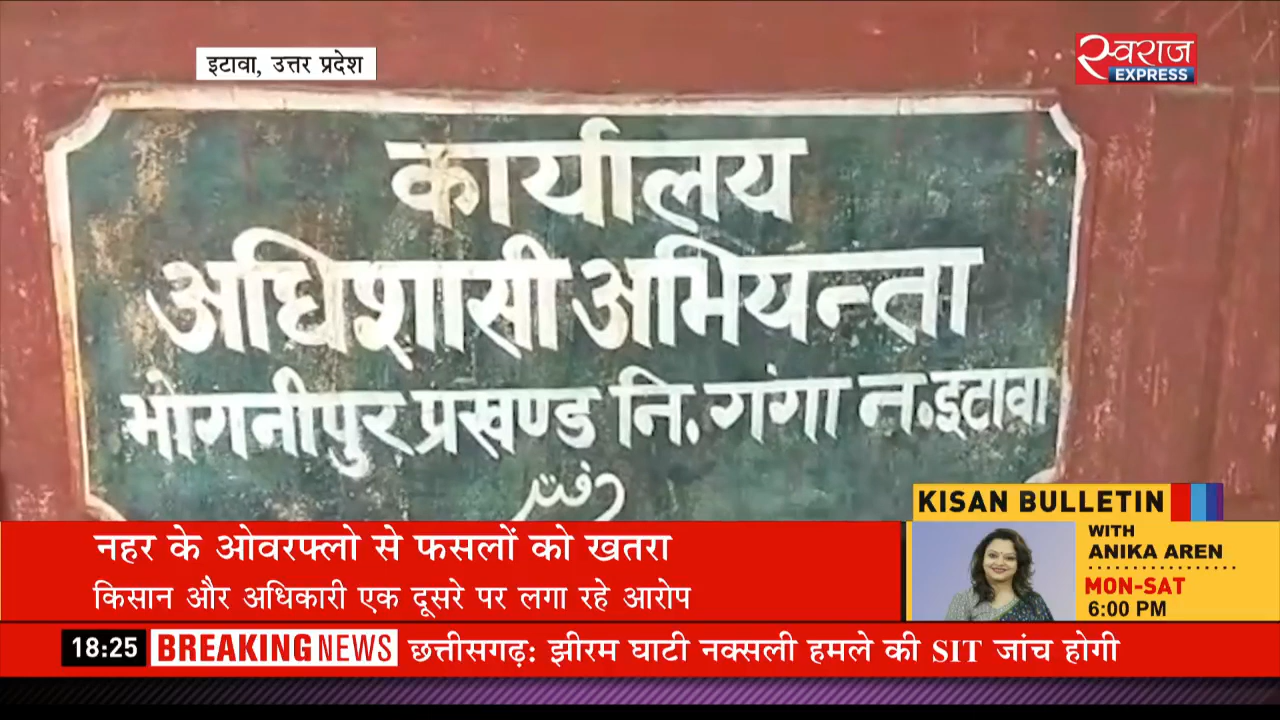 इटावा, उत्तर प्रदेश
स्वराज
EXPRESS
कार्यालय
अधिशासी अभियन्ता
भोगनीपुर प्रखण्ड नि. गंगा न. इटावा
دفتر
KISAN BULLETIN
WITH
ANIKA AREN
MON-SAT
6:00 PM
नहर के ओवरफ्लो से फसलों को खतरा
किसान और अधिकारी एक दूसरे पर लगा रहे आरोप
18:25 BREAKING NEWS छत्तीसगढ़: झीरम घाटी नक्सली हमले की SIT जांच होगी